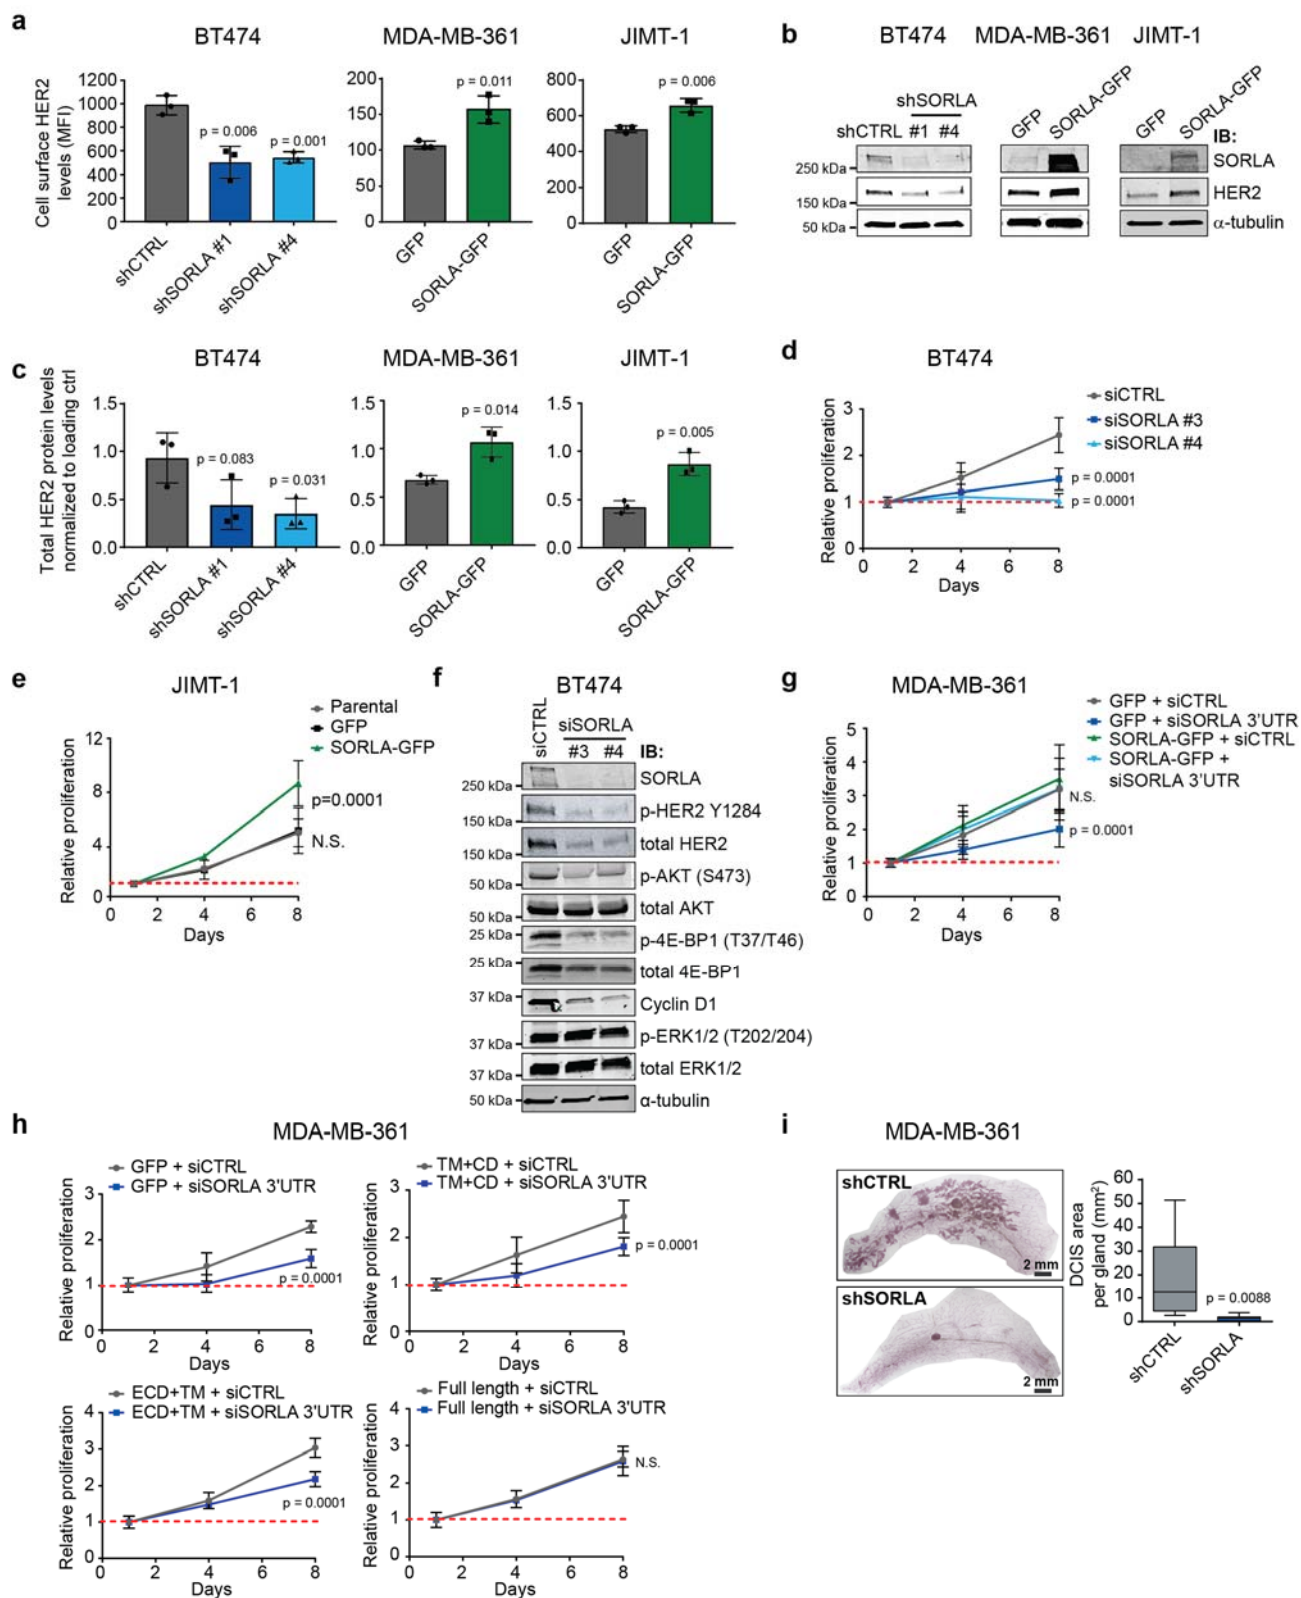 a
BT474
MDA-MB-361
JIMT-1
Cell surface HER2
levels (MFI)
1200
1000
800
600
400
200
0
p = 0.006
p = 0.001
shCTRL
shSORLA #1
shSORLA #4
200
150
100
50
0
p = 0.011
GFP
SORLA-GFP
800
600
400
200
0
p = 0.006
GFP
SORLA-GFP
b
BT474
MDA-MB-361
JIMT-1
shSORLA
shCTRL #1 #4
GFP
SORLA-GFP
GFP
SORLA-GFP
IB:
250 kDa
SORLA
150 kDa
HER2
50 kDa
α-tubulin
c
BT474
MDA-MB-361
JIMT-1
Total HER2 protein levels
normalized to loading ctrl
1.5
1.0
0.5
0.0
p = 0.083
p = 0.031
shCTRL
shSORLA #1
shSORLA #4
1.5
1.0
0.5
0.0
p = 0.014
GFP
SORLA-GFP
1.5
1.0
0.5
0.0
p = 0.005
GFP
SORLA-GFP
d
BT474
Relative proliferation
3
2
1
0
0 2 4 6 8
Days
siCTRL
siSORLA #3
siSORLA #4
p = 0.0001
p = 0.0001
e
JIMT-1
Parental
GFP
SORLA-GFP
Relative proliferation
12
8
4
1
0
0 2 4 6 8
Days
p=0.0001
N.S.
f
BT474
siCTRL
siSORLA
#3 #4
IB:
250 kDa
SORLA
150 kDa
p-HER2 Y1284
150 kDa
total HER2
50 kDa
p-AKT (S473)
50 kDa
total AKT
25 kDa
p-4E-BP1 (T37/T46)
25 kDa
total 4E-BP1
37 kDa
Cyclin D1
37 kDa
p-ERK1/2 (T202/204)
37 kDa
total ERK1/2
50 kDa
α-tubulin
g
MDA-MB-361
GFP + siCTRL
GFP + siSORLA 3'UTR
SORLA-GFP + siCTRL
SORLA-GFP +
siSORLA 3'UTR
Relative proliferation
5
4
3
2
1
0
0 2 4 6 8
Days
N.S.
p = 0.0001
h
MDA-MB-361
GFP + siCTRL
GFP + siSORLA 3'UTR
Relative proliferation
3
2
1
0
0 2 4 6 8
Days
p = 0.0001
TM+CD + siCTRL
TM+CD + siSORLA 3'UTR
Relative proliferation
3
2
1
0
0 2 4 6 8
Days
p = 0.0001
ECD+TM + siCTRL
ECD+TM + siSORLA 3'UTR
Relative proliferation
4
3
2
1
0
0 2 4 6 8
Days
p = 0.0001
Full length + siCTRL
Full length + siSORLA 3'UTR
Relative proliferation
4
3
2
1
0
0 2 4 6 8
Days
N.S.
i
MDA-MB-361
shCTRL
2 mm
shSORLA
2 mm
DCIS area
per gland (mm²)
60
50
40
30
20
10
0
p = 0.0088
shCTRL
shSORLA